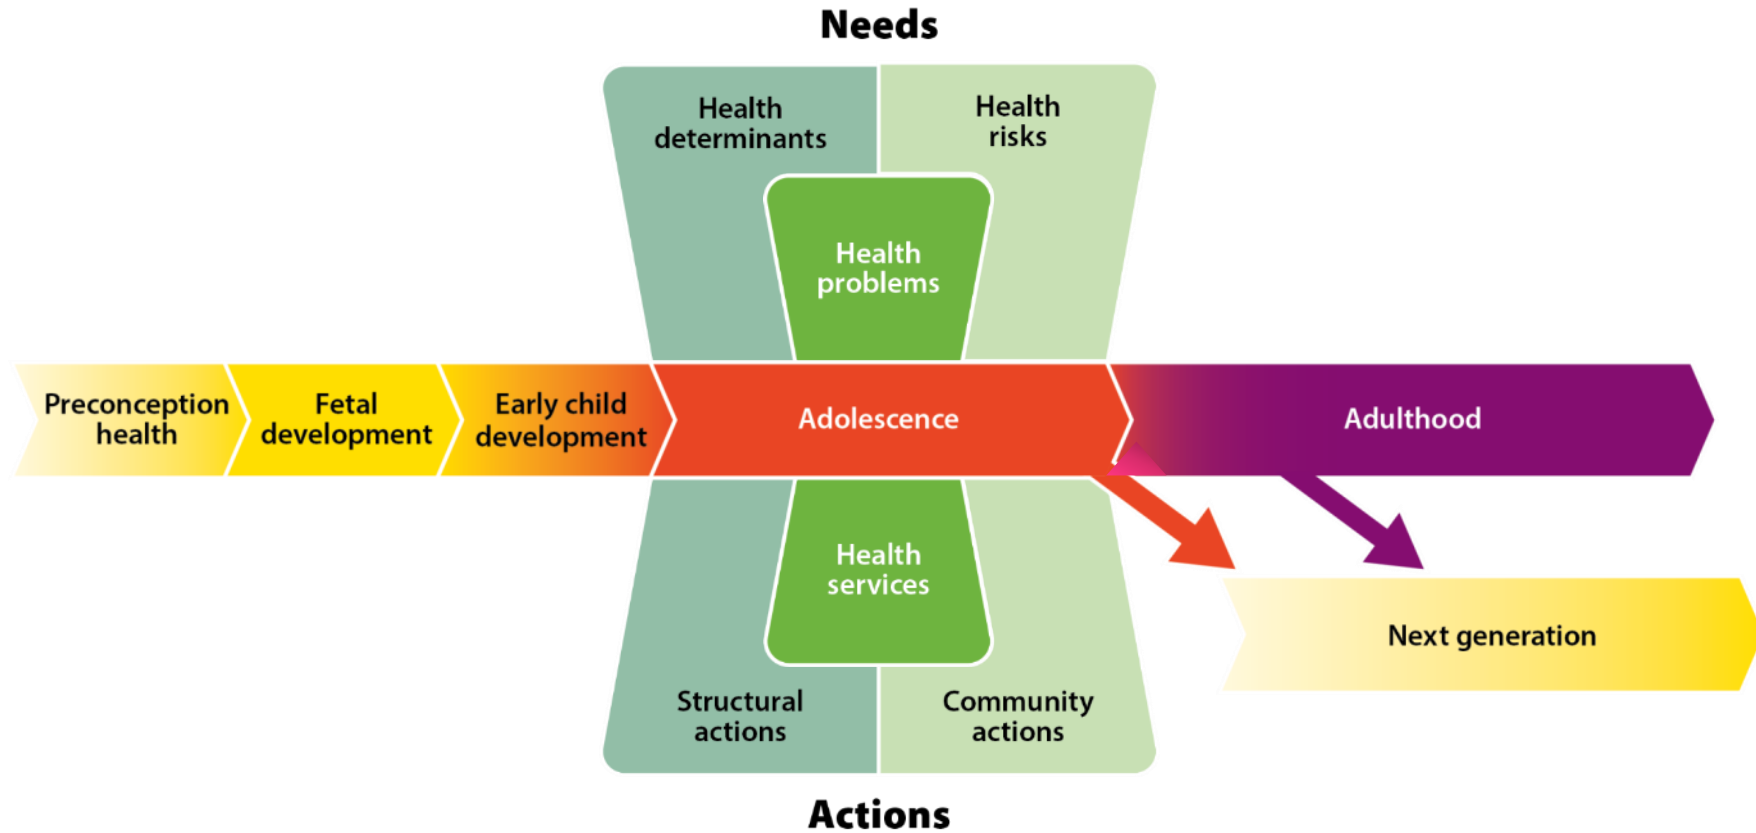 Needs
Health
determinants
Health
risks
Health
problems
Preconception
health
Fetal
development
Early child
development
Adolescence
Adulthood
Health
services
Next generation
Structural
actions
Community
actions
Actions